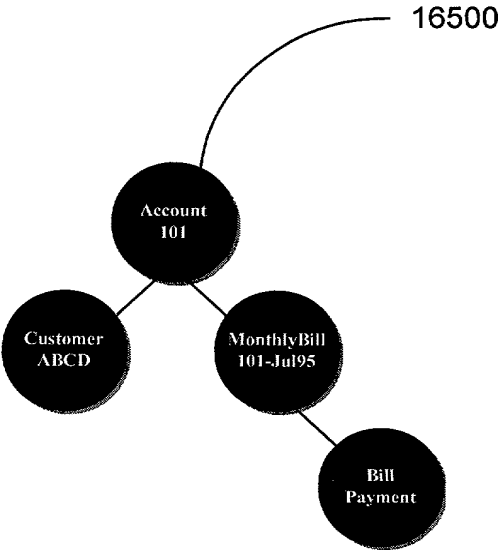 16500
Account
101
Customer
ABCD
MonthlyBill
101-Jul95
Bill
Payment